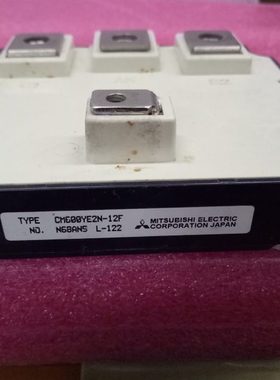 TYPE CM600YE2N-12F
NO. N68AN5 L-122
MITSUBISHI ELECTRIC
CORPORATION JAPAN